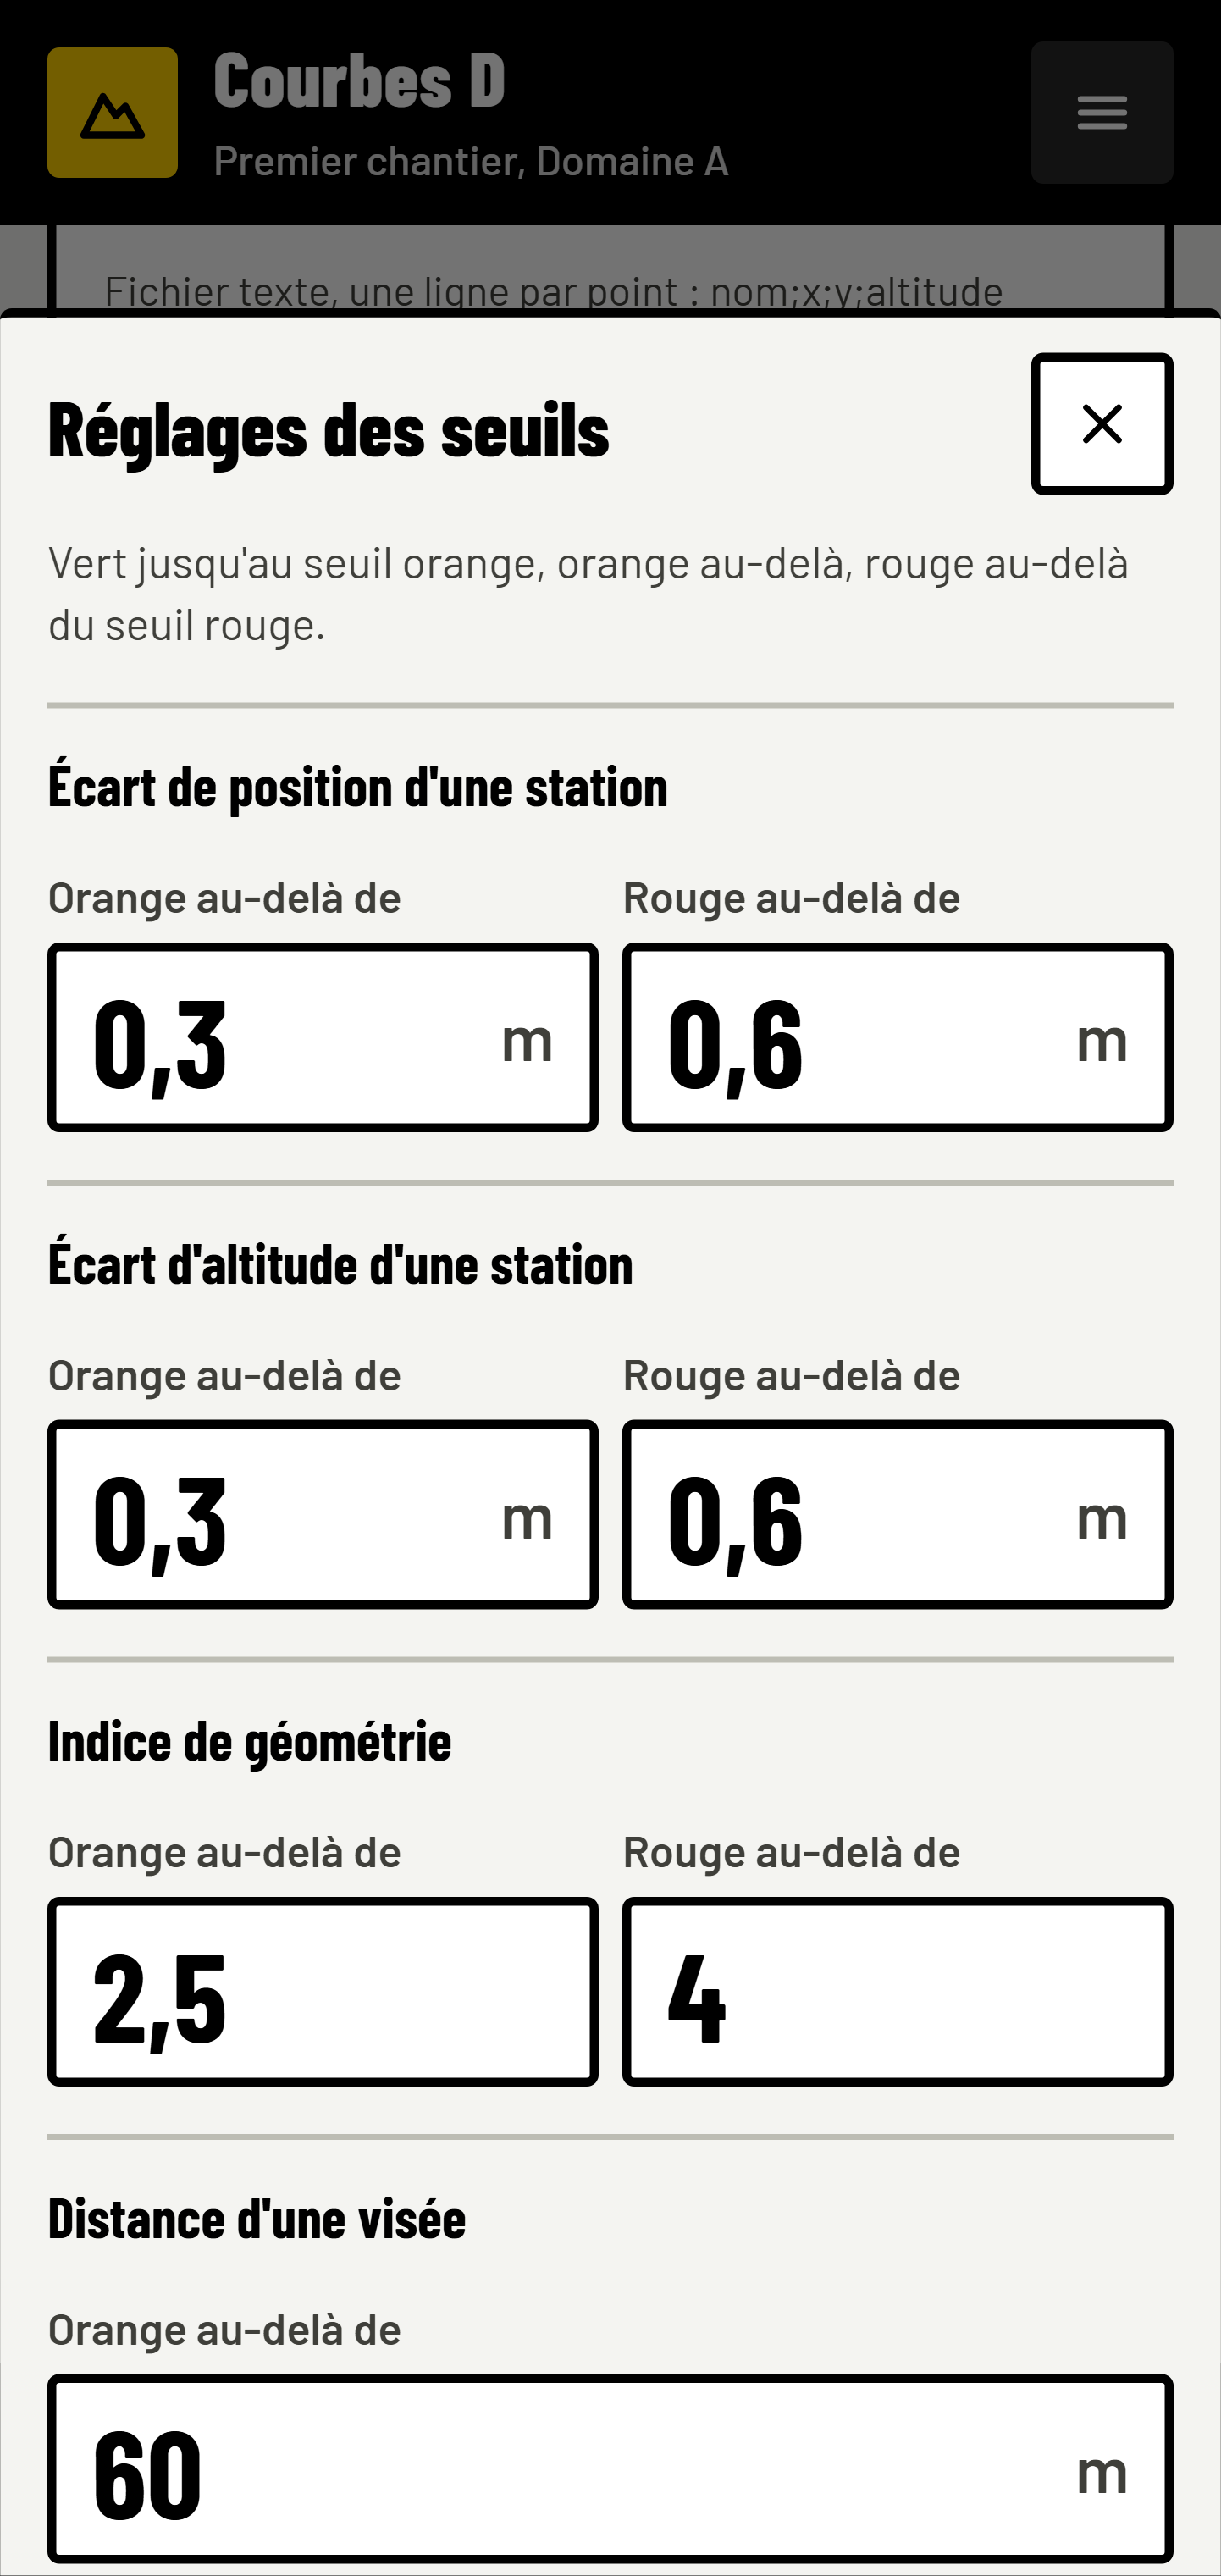 Courbes D
Premier chantier, Domaine A
Fichier texte, une ligne par point : nom;x;y;altitude
Réglages des seuils
Vert jusqu'au seuil orange, orange au-delà, rouge au-delà
du seuil rouge.
Écart de position d'une station
Orange au-delà de
Rouge au-delà de
0,3 m
0,6 m
Écart d'altitude d'une station
Orange au-delà de
Rouge au-delà de
0,3 m
0,6 m
Indice de géométrie
Orange au-delà de
Rouge au-delà de
2,5
4
Distance d'une visée
Orange au-delà de
60 m